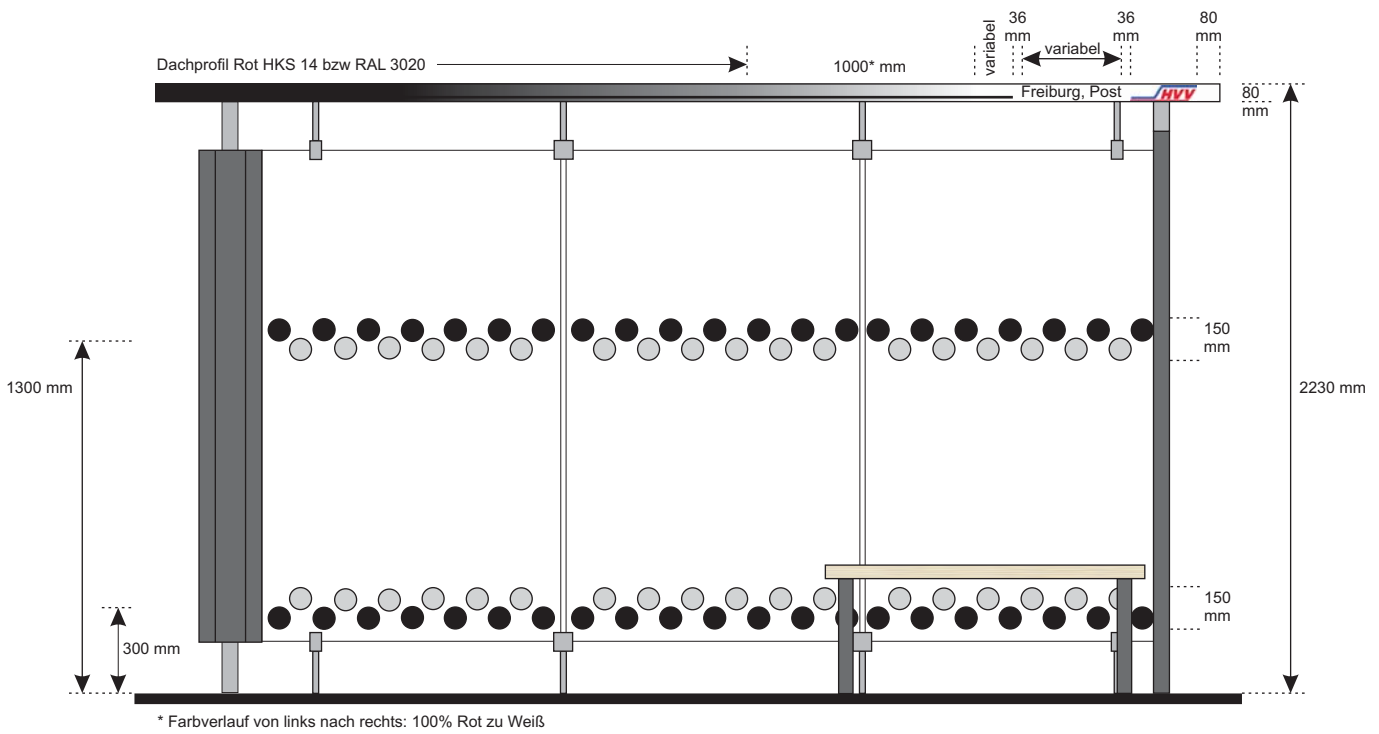 36
mm
36
mm
80
mm
variabel
variabel
Dachprofil Rot HKS 14 bzw RAL 3020
1000* mm
Freiburg, Post
HVV
80
mm
150
mm
1300 mm
2230 mm
150
mm
300 mm
* Farbverlauf von links nach rechts: 100% Rot zu Weiß